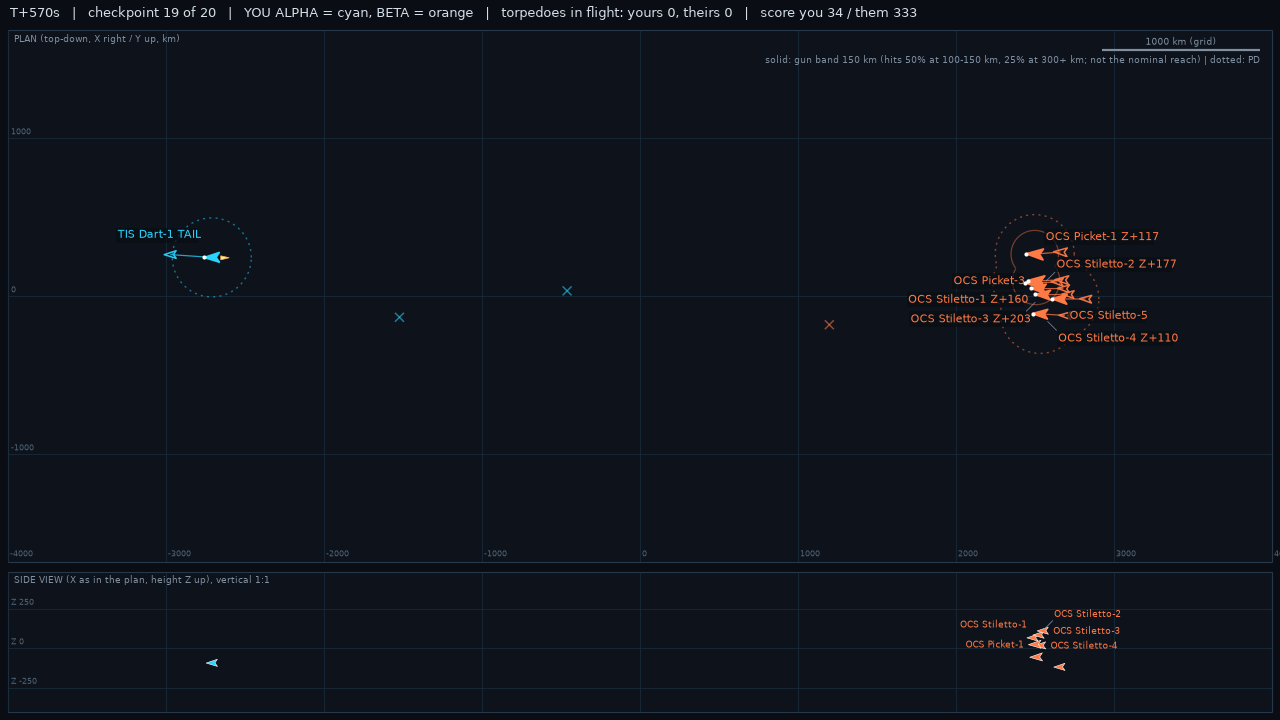 T+570s | checkpoint 19 of 20 | YOU ALPHA = cyan, BETA = orange | torpedoes in flight: yours 0, theirs 0 | score you 34 / them 333
PLAN (top-down, X right / Y up, km)
1000 km (grid)
solid: gun band 150 km (hits 50% at 100-150 km, 25% at 300+ km; not the nominal reach) | dotted: PD
1000
TIS Dart-1 TAIL
OCS Picket-1 Z+117
OCS Stiletto-2 Z+177
OCS Picket-3
0
OCS Stiletto-1 Z+160
OCS Stiletto-3 Z+203
OCS Stiletto-5
OCS Stiletto-4 Z+110
-1000
-4000 -3000 -2000 -1000 0 1000 2000 3000
SIDE VIEW (X as in the plan, height Z up), vertical 1:1
Z 250
OCS Stiletto-2
OCS Stiletto-1
OCS Stiletto-3
Z 0
OCS Picket-1
OCS Stiletto-4
Z -250